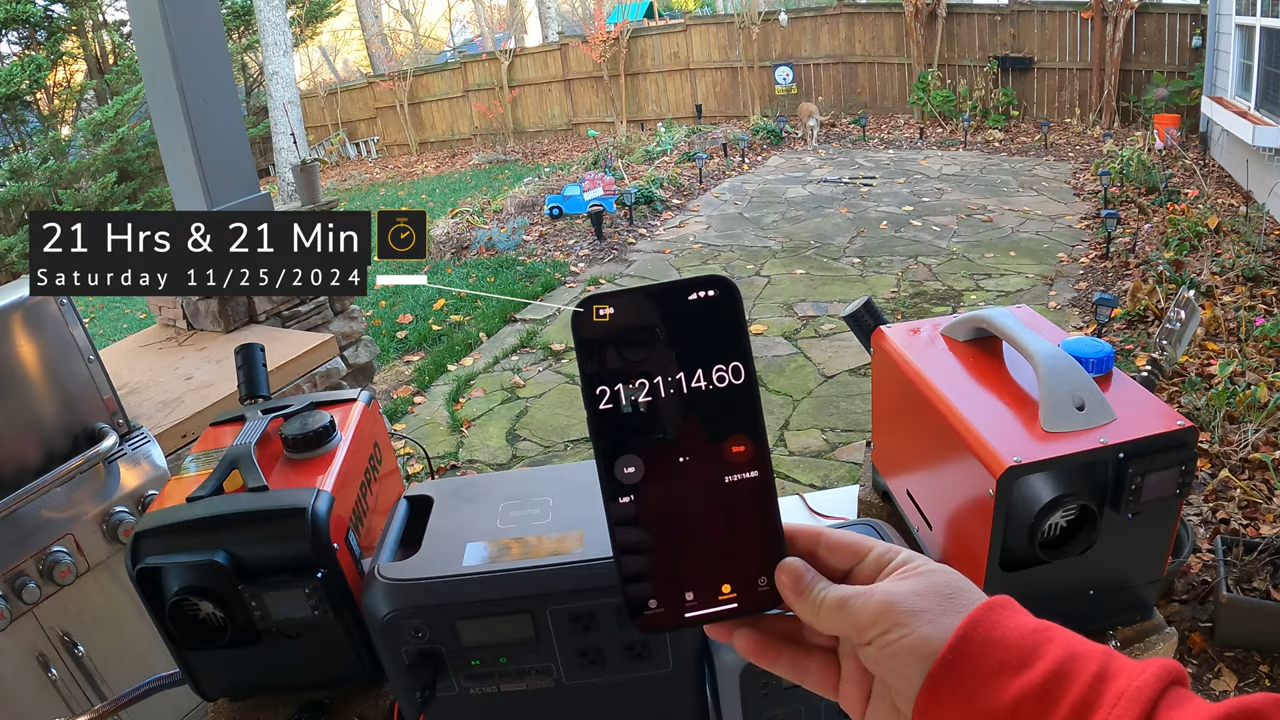 21 Hrs & 21 Min
Saturday 11/25/2024
21:21:14.60
Lap
Stop
Lap 1
21:21:14.60
AC180